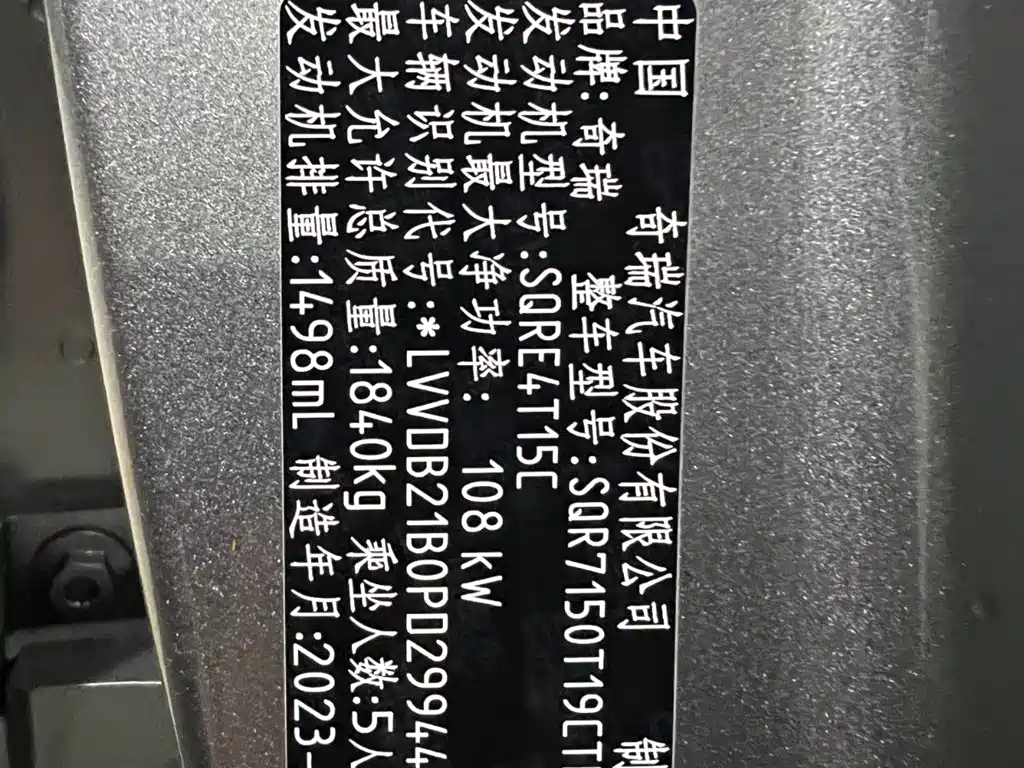 中国 奇瑞汽车股份有限公司 制
品牌:奇瑞 整车型号:SQR7150T19CT
发动机型号:SQRE4T15C
发动机最大净功率: 108kW
车辆识别代号:*LVVDB21B0PD29944
最大允许总质量:1840kg 乘坐人数:5人
发动机排量:1498mL 制造年月:2023-